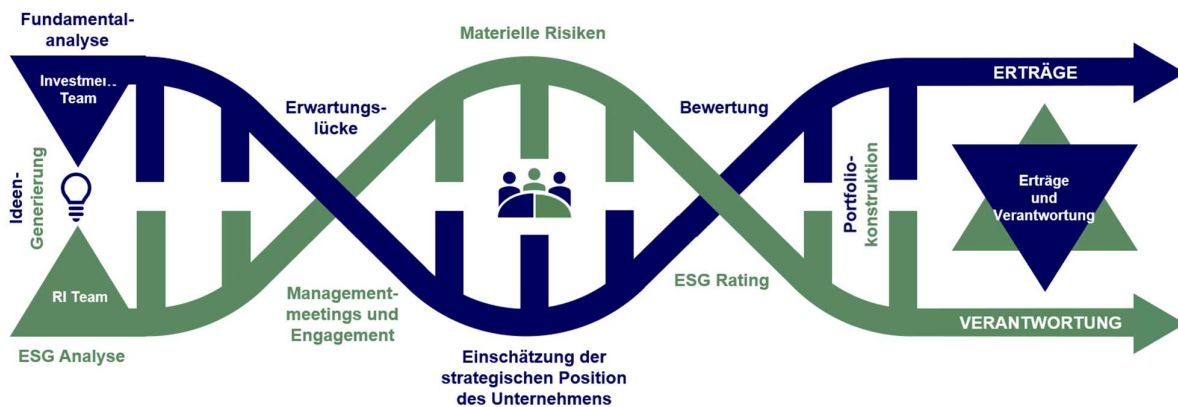 Fundamental-
analyse
Investment
Team
Ideen-
Generierung
RI Team
ESG Analyse
Erwartungs-
lücke
Management-
meetings und
Engagement
Materielle Risiken
Einschätzung der
strategischen Position
des Unternehmens
Bewertung
ESG Rating
Portfolio-
konstruktion
ERTRÄGE
Erträge
und
Verantwortung
VERANTWORTUNG